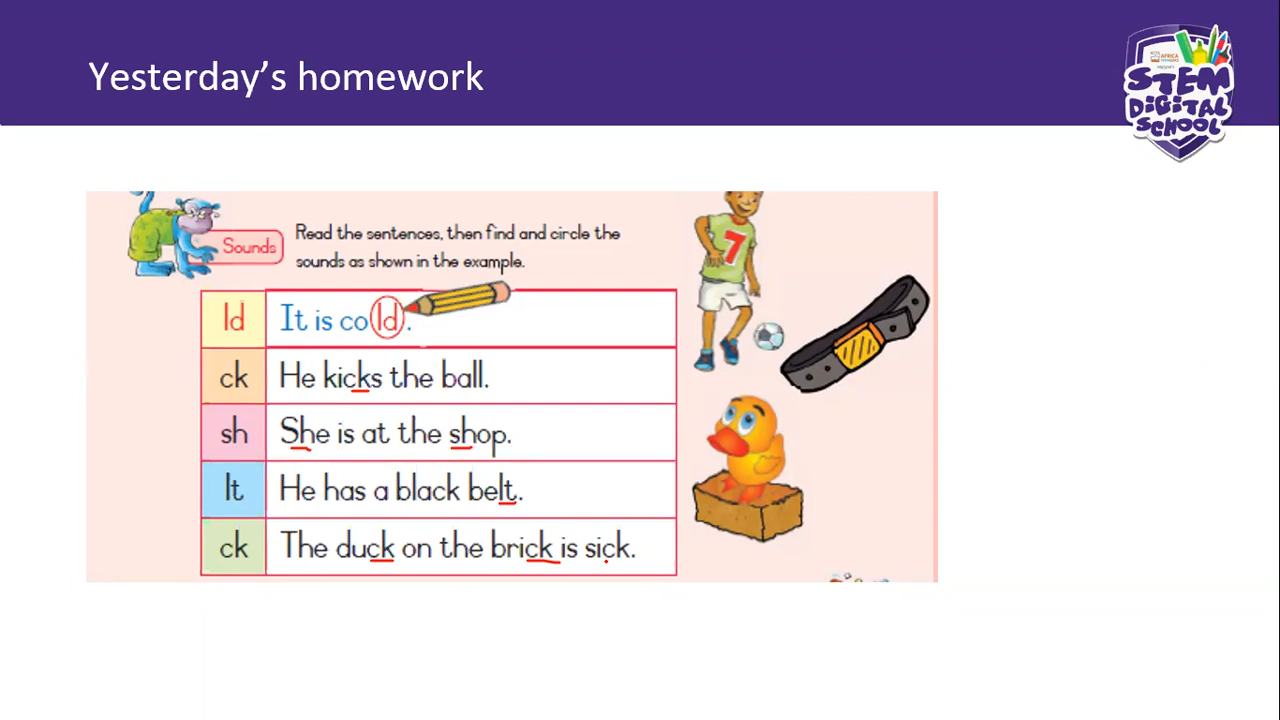 Yesterday's homework
AFRICA
STEM
DIGITAL
SCHOOL
Sounds
Read the sentences, then find and circle the
sounds as shown in the example.
7
ld It is cold.
ck He kicks the ball.
sh She is at the shop.
lt He has a black belt.
ck The duck on the brick is sick.